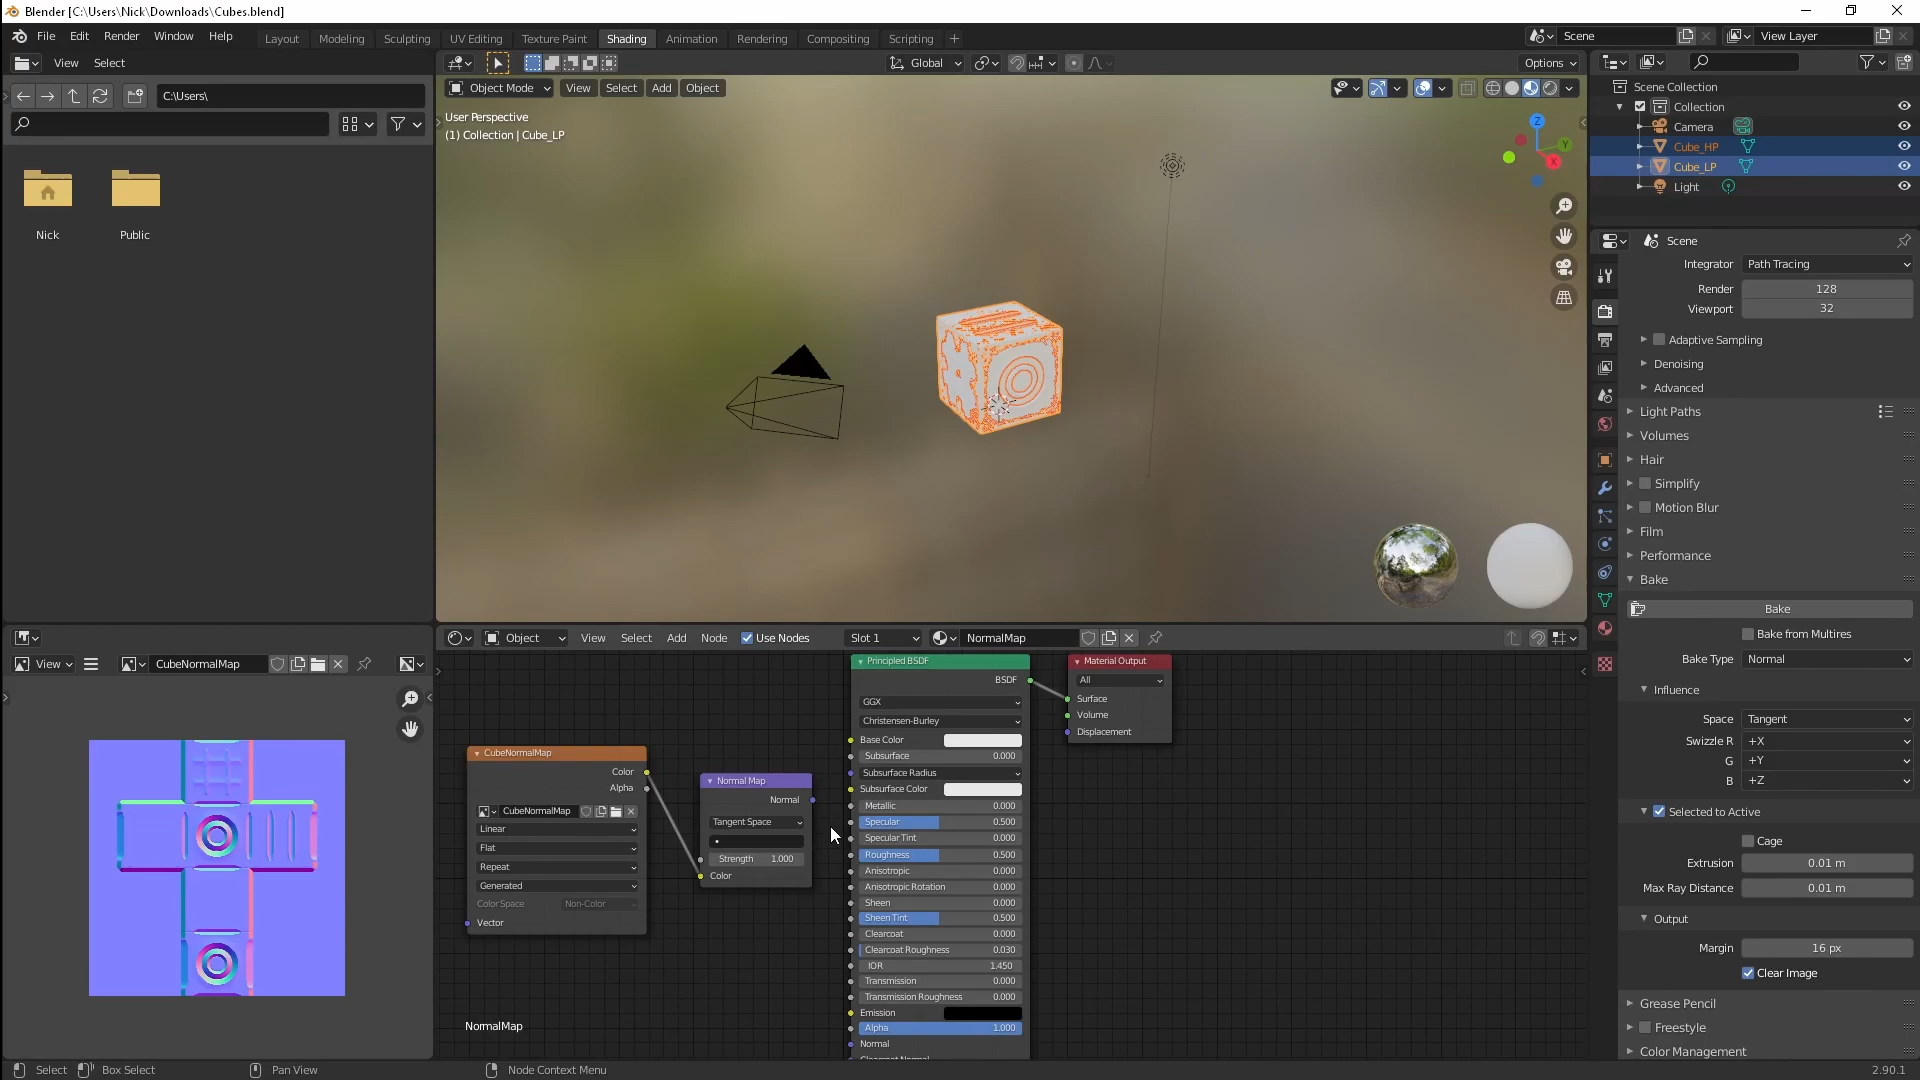 Blender [C:\Users\Nick\Downloads\Cubes.blend]
File Edit Render Window Help Layout Modeling Sculpting UV Editing Texture Paint Shading Animation Rendering Compositing Scripting + Scene View Layer
View Select
Global Options
C:\Users\
Object Mode View Select Add Object
User Perspective
(1) Collection | Cube_LP
Nick Public
Z
Y
X
Scene Collection
Collection
Camera
Cube_HP
Cube_LP
Light
Scene
Integrator Path Tracing
Render 128
Viewport 32
Adaptive Sampling
Denoising
Advanced
Light Paths
Volumes
Hair
Simplify
Motion Blur
Film
Performance
Bake
Bake
Bake from Multires
Bake Type Normal
Influence
Space Tangent
Swizzle R +X
G +Y
B +Z
Selected to Active
Cage
Extrusion 0.01 m
Max Ray Distance 0.01 m
Output
Margin 16 px
Clear Image
Grease Pencil
Freestyle
Color Management
View CubeNormalMap
Object View Select Add Node Use Nodes Slot 1 NormalMap
CubeNormalMap
Color
Alpha
CubeNormalMap
Linear
Flat
Repeat
Generated
Color Space Non-Color
Vector
Normal Map
Normal
Tangent Space
Strength 1.000
Color
Principled BSDF
BSDF
GGX
Christensen-Burley
Base Color
Subsurface 0.000
Subsurface Radius
Subsurface Color
Metallic 0.000
Specular 0.500
Specular Tint 0.000
Roughness 0.500
Anisotropic 0.000
Anisotropic Rotation 0.000
Sheen 0.000
Sheen Tint 0.500
Clearcoat 0.000
Clearcoat Roughness 0.030
IOR 1.450
Transmission 0.000
Transmission Roughness 0.000
Emission
Alpha 1.000
Normal
Clearcoat Normal
Material Output
All
Surface
Volume
Displacement
NormalMap
Select Box Select Pan View Node Context Menu 2.90.1